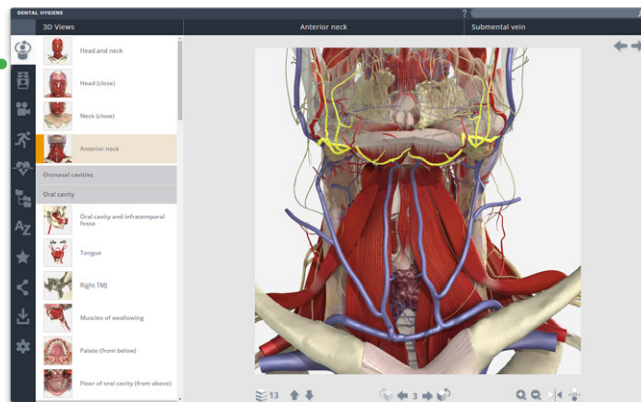 DENTAL HYGIENE
?
3D Views
Anterior neck
Submental vein
Head and neck
Head (close)
Neck (close)
Anterior neck
Oronasal cavities
Oral cavity
Oral cavity and infratemporal
fossa
Tongue
Right TMJ
Muscles of swallowing
Palate (from below)
Floor of oral cavity (from above)
AZ
13
3